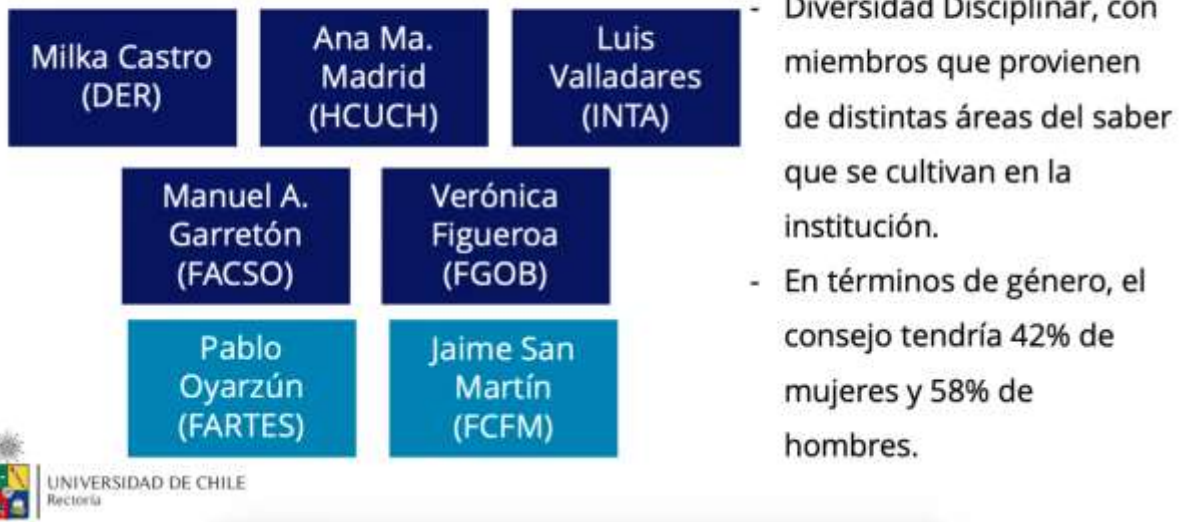 Milka Castro
(DER)
Ana Ma.
Madrid
(HCUCH)
Luis
Valladares
(INTA)
Manuel A.
Garretón
(FACSO)
Verónica
Figueroa
(FGOB)
Pablo
Oyarzún
(FARTES)
Jaime San
Martín
(FCFM)
- Diversidad Disciplinar, con
miembros que provienen
de distintas áreas del saber
que se cultivan en la
institución.
- En términos de género, el
consejo tendría 42% de
mujeres y 58% de
hombres.
UNIVERSIDAD DE CHILE
Rectoría